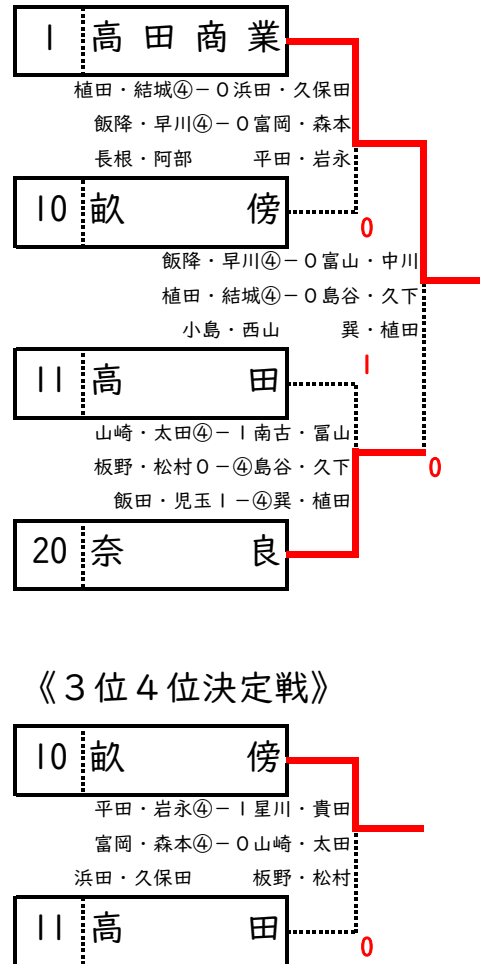 1 高田商業
植田・結城④－0浜田・久保田
飯降・早川④－0富岡・森本
長根・阿部 平田・岩永
10 畝傍
0
飯降・早川④－0富山・中川
植田・結城④－0島谷・久下
小島・西山 巽・植田
1
11 高田
山崎・太田④－1南古・冨山
板野・松村0－④島谷・久下
0
飯田・児玉1－④巽・植田
20 奈良
《3位4位決定戦》
10 畝傍
平田・岩永④－1星川・貴田
富岡・森本④－0山崎・太田
浜田・久保田 板野・松村
11 高田
0